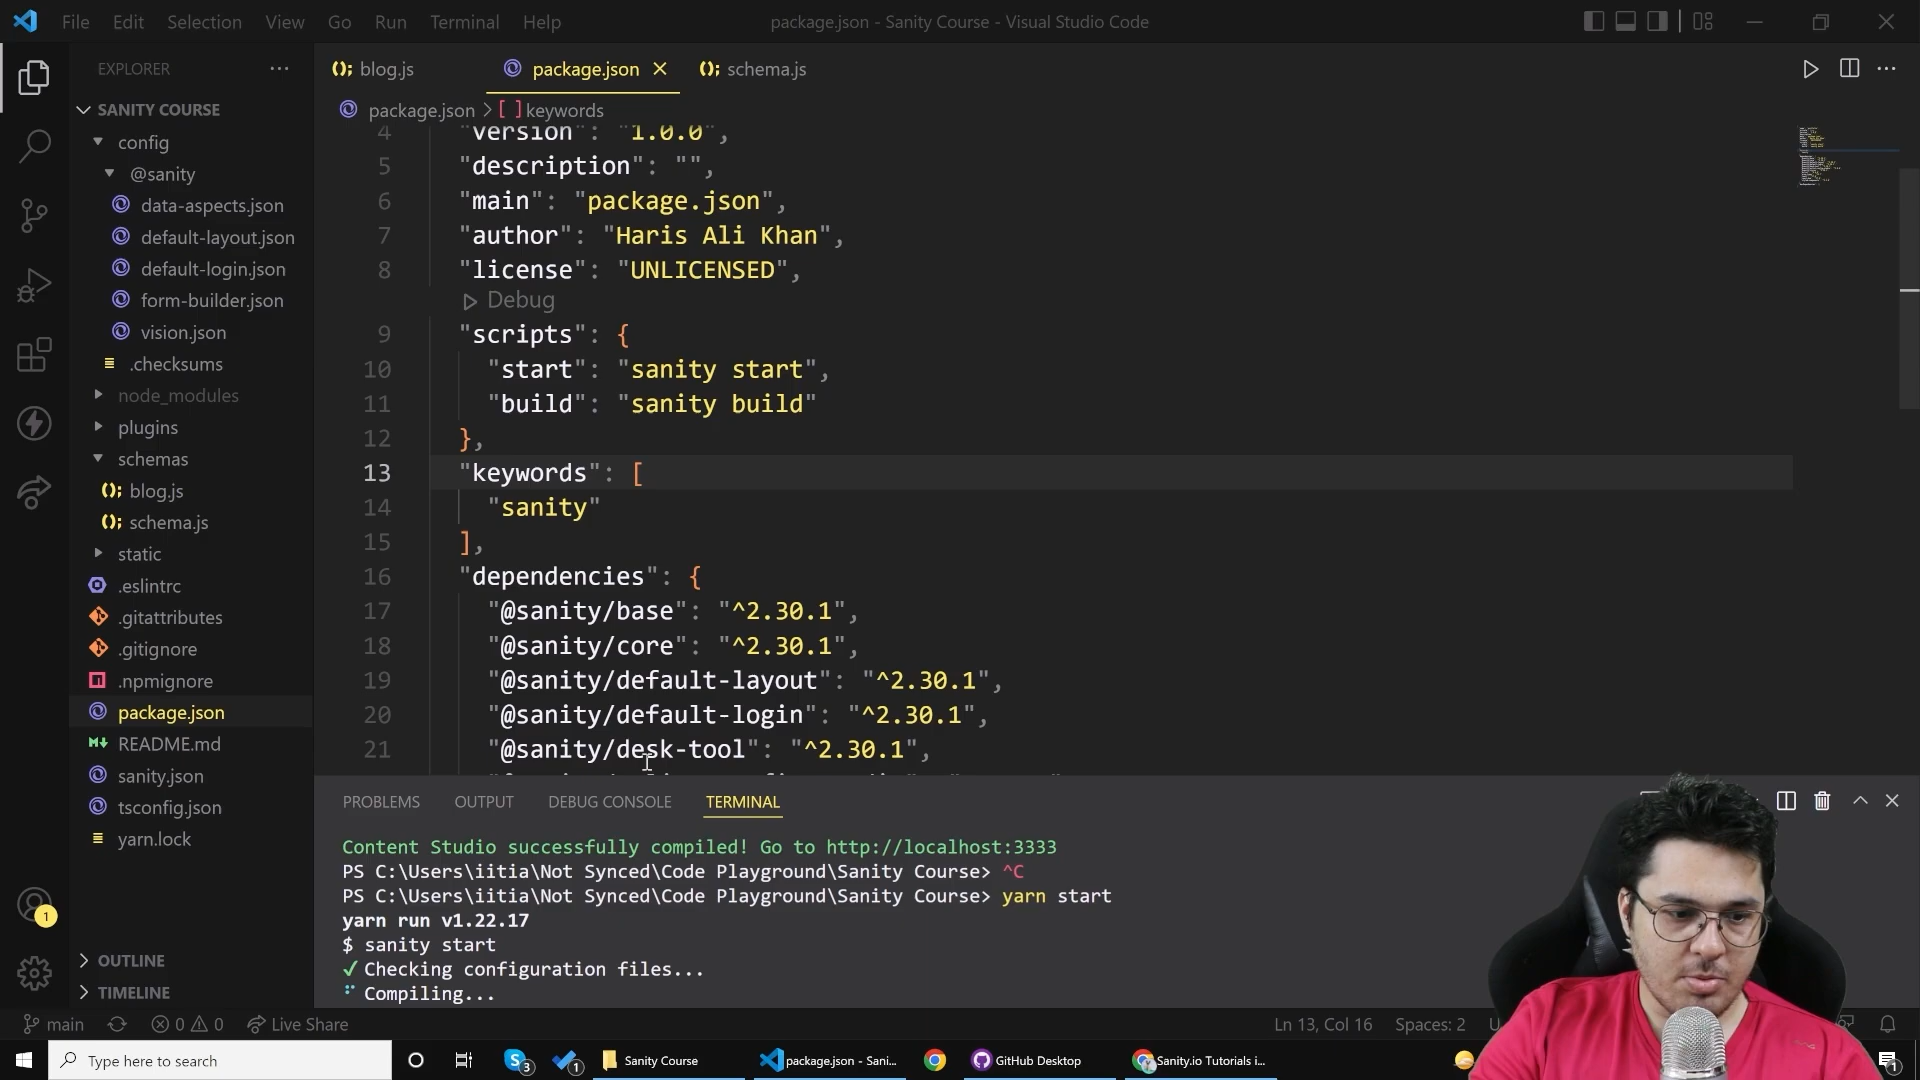 File Edit Selection View Go Run Terminal Help
package.json - Sanity Course - Visual Studio Code
EXPLORER
SANITY COURSE
config
@sanity
data-aspects.json
default-layout.json
default-login.json
form-builder.json
vision.json
.checksums
node_modules
plugins
schemas
blog.js
schema.js
static
.eslintrc
.gitattributes
.gitignore
.npmignore
package.json
README.md
sanity.json
tsconfig.json
yarn.lock
OUTLINE
TIMELINE
blog.js package.json schema.js
package.json > [ ] keywords
4 "version": "1.0.0",
5 "description": "",
6 "main": "package.json",
7 "author": "Haris Ali Khan",
8 "license": "UNLICENSED",
Debug
9 "scripts": {
10 "start": "sanity start",
11 "build": "sanity build"
12 },
13 "keywords": [
14 "sanity"
15 ],
16 "dependencies": {
17 "@sanity/base": "^2.30.1",
18 "@sanity/core": "^2.30.1",
19 "@sanity/default-layout": "^2.30.1",
20 "@sanity/default-login": "^2.30.1",
21 "@sanity/desk-tool": "^2.30.1",
PROBLEMS OUTPUT DEBUG CONSOLE TERMINAL
Content Studio successfully compiled! Go to http://localhost:3333
PS C:\Users\iitia\Not Synced\Code Playground\Sanity Course> ^C
PS C:\Users\iitia\Not Synced\Code Playground\Sanity Course> yarn start
yarn run v1.22.17
$ sanity start
✓ Checking configuration files...
Compiling...
1
main 0 0 Live Share
Ln 13, Col 16 Spaces: 2
Type here to search
3
1
Sanity Course
package.json - Sani...
GitHub Desktop
Sanity.io Tutorials i...
1